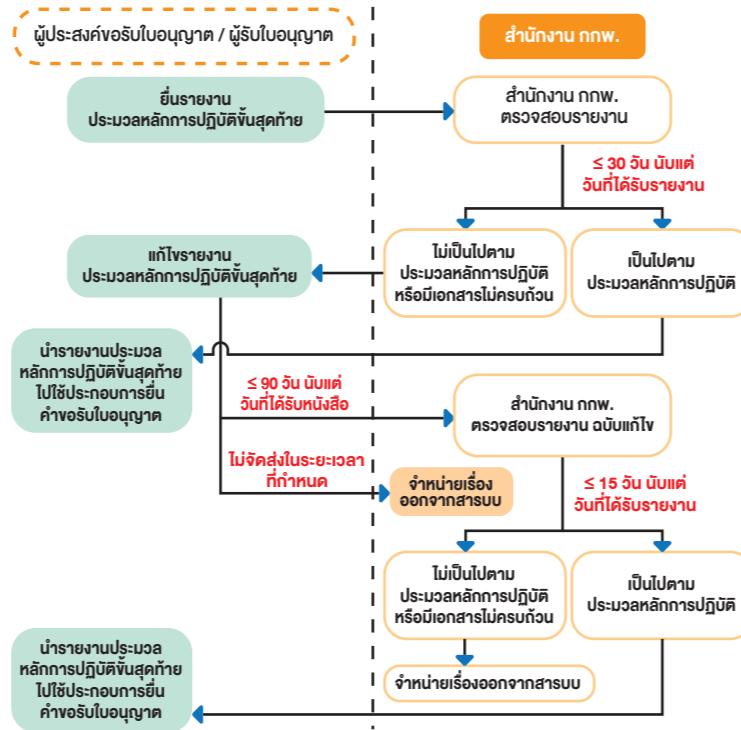 ผู้ประสงค์ขอรับใบอนุญาต / ผู้รับใบอนุญาต
สำนักงาน กกพ.
ยื่นรายงาน
ประมวลหลักการปฏิบัติขั้นสุดท้าย
สำนักงาน กกพ.
ตรวจสอบรายงาน
≤ 30 วัน นับแต่
วันที่ได้รับรายงาน
แก้ไขรายงาน
ประมวลหลักการปฏิบัติขั้นสุดท้าย
ไม่เป็นไปตาม
ประมวลหลักการปฏิบัติ
หรือมีเอกสารไม่ครบถ้วน
เป็นไปตาม
ประมวลหลักการปฏิบัติ
นำรายงานประมวล
หลักการปฏิบัติขั้นสุดท้าย
ไปใช้ประกอบการยื่น
คำขอรับใบอนุญาต
≤ 90 วัน นับแต่
วันที่ได้รับหนังสือ
สำนักงาน กกพ.
ตรวจสอบรายงาน ฉบับแก้ไข
ไม่จัดส่งในระยะเวลา
ที่กำหนด
จำหน่ายเรื่อง
ออกจากสารบบ
≤ 15 วัน นับแต่
วันที่ได้รับรายงาน
ไม่เป็นไปตาม
ประมวลหลักการปฏิบัติ
หรือมีเอกสารไม่ครบถ้วน
เป็นไปตาม
ประมวลหลักการปฏิบัติ
นำรายงานประมวล
หลักการปฏิบัติขั้นสุดท้าย
ไปใช้ประกอบการยื่น
คำขอรับใบอนุญาต
จำหน่ายเรื่องออกจากสารบบ